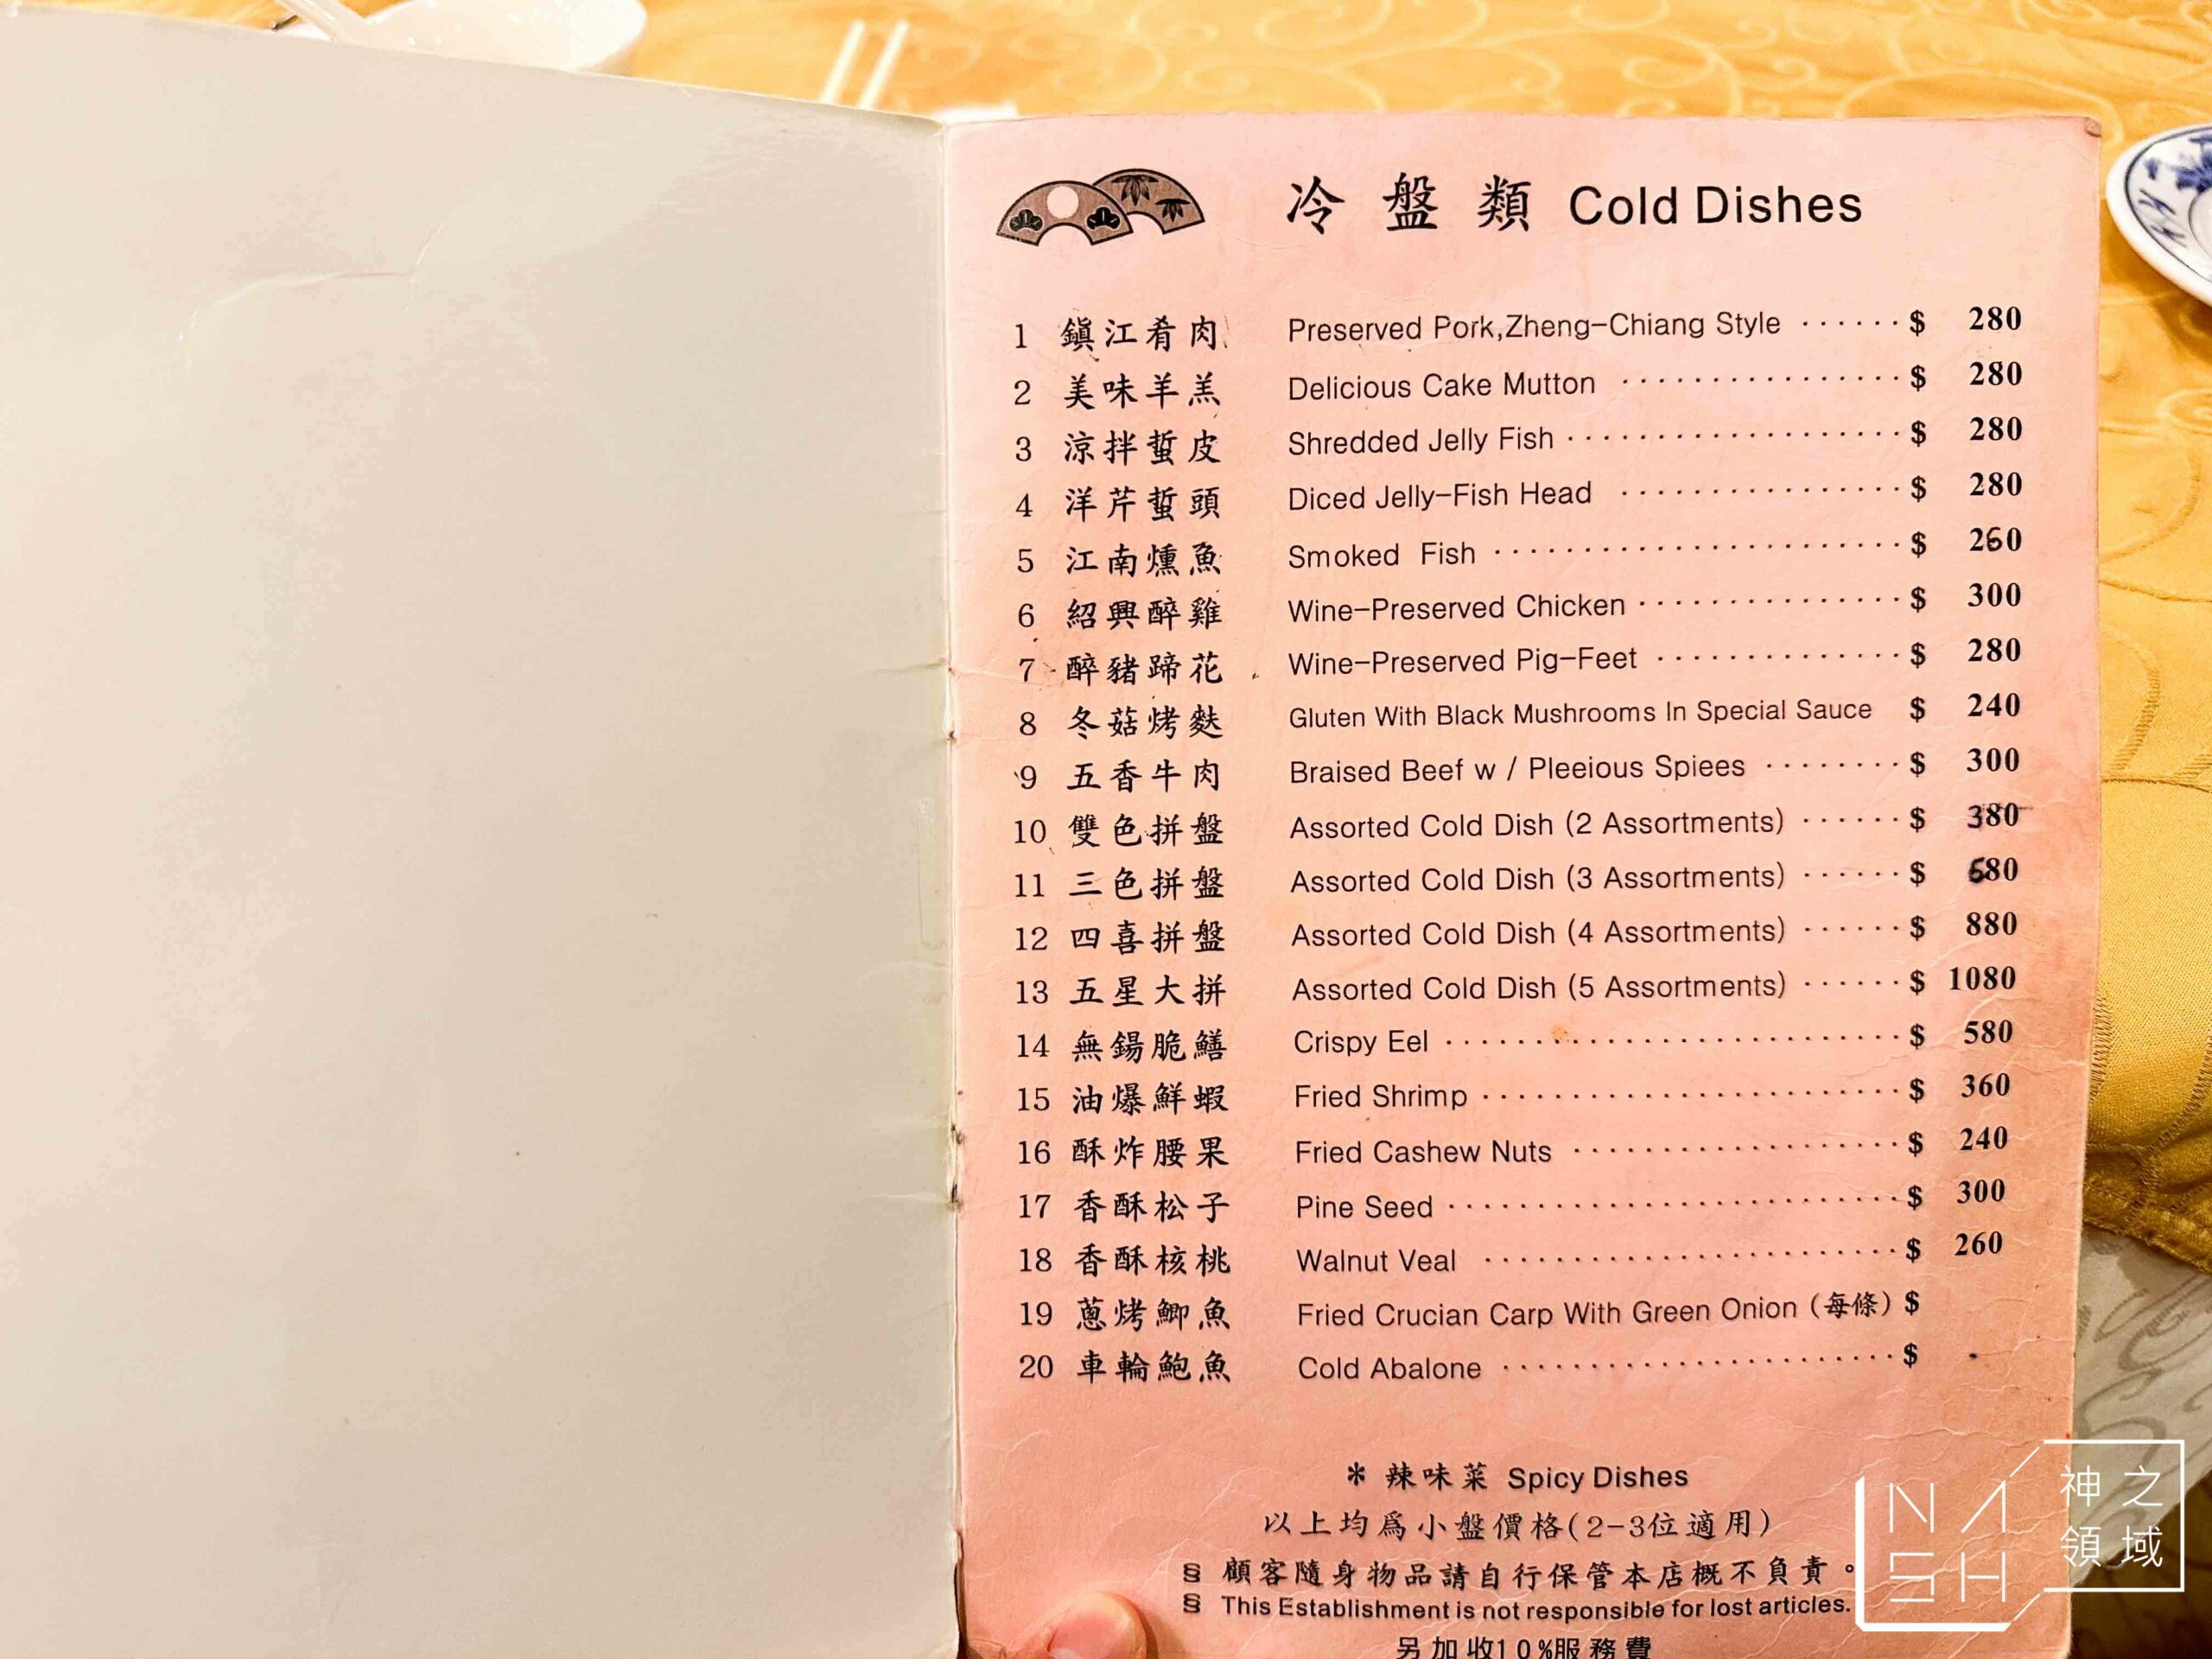 冷盤類 Cold Dishes
1 鎮江肴肉 Preserved Pork,Zheng-Chiang Style ······ $ 280
2 美味羊羔 Delicious Cake Mutton ················ $ 280
3 涼拌蜇皮 Shredded Jelly Fish ··················· $ 280
4 洋芹蜇頭 Diced Jelly-Fish Head ················ $ 280
5 江南燻魚 Smoked Fish ······················· $ 260
6 紹興醉雞 Wine-Preserved Chicken ··············· $ 300
7 醉豬蹄花 Wine-Preserved Pig-Feet ·············· $ 280
8 冬菇烤麩 Gluten With Black Mushrooms In Special Sauce $ 240
9 五香牛肉 Braised Beef w / Pleeious Spiees ········ $ 300
10 雙色拼盤 Assorted Cold Dish (2 Assortments) ······ $ 380
11 三色拼盤 Assorted Cold Dish (3 Assortments) ······ $ 680
12 四喜拼盤 Assorted Cold Dish (4 Assortments) ······ $ 880
13 五星大拼 Assorted Cold Dish (5 Assortments) ······ $ 1080
14 無鍚脆鱔 Crispy Eel ·························· $ 580
15 油爆鮮蝦 Fried Shrimp ························ $ 360
16 酥炸腰果 Fried Cashew Nuts ··················· $ 240
17 香酥松子 Pine Seed ·························· $ 300
18 香酥核桃 Walnut Veal ························ $ 260
19 蔥烤鯽魚 Fried Crucian Carp With Green Onion (每條) $
20 車輪鮑魚 Cold Abalone ······················· $
* 辣味菜 Spicy Dishes
以上均爲小盤價格(2-3位適用)
§ 顧客隨身物品請自行保管本店概不負責。
§ This Establishment is not responsible for lost articles.
另加收10%服務費
NASH
神之
領域